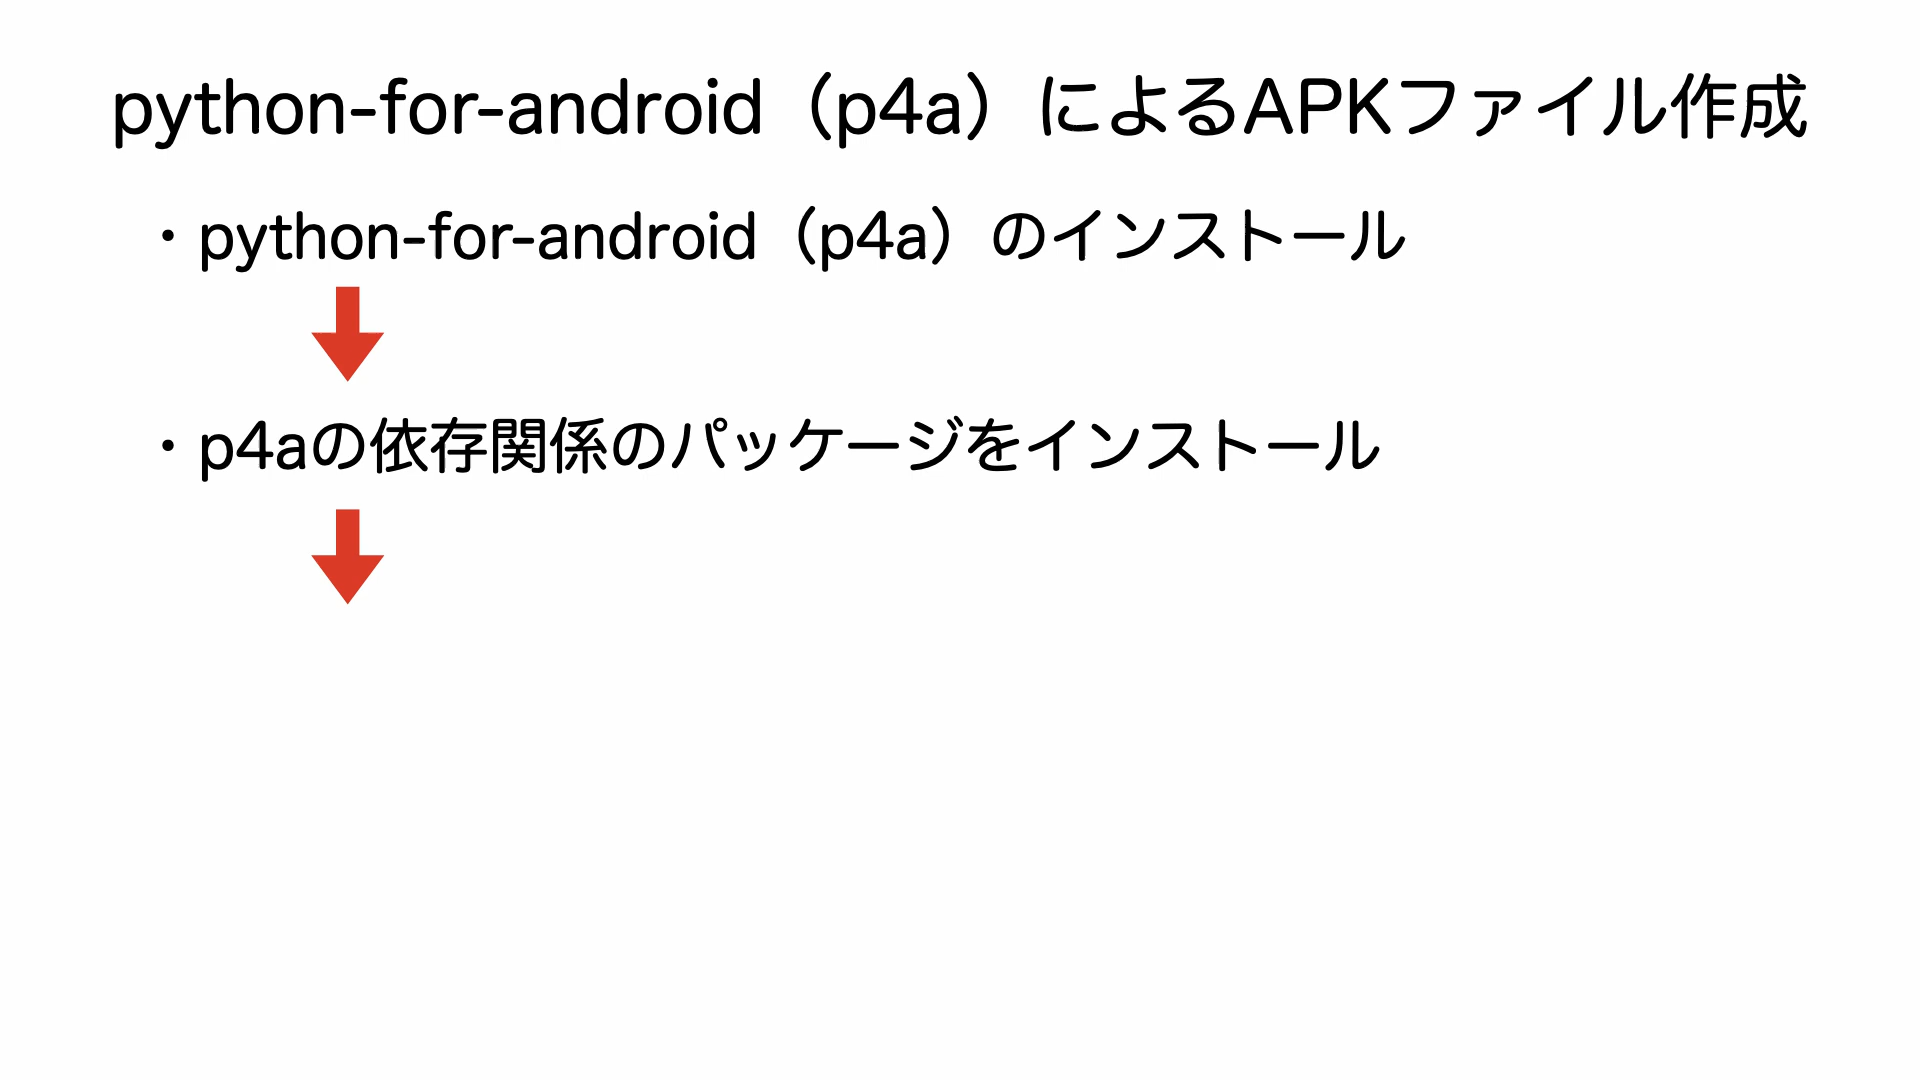 python-for-android（p4a）によるAPKファイル作成
・python-for-android（p4a）のインストール
・p4aの依存関係のパッケージをインストール